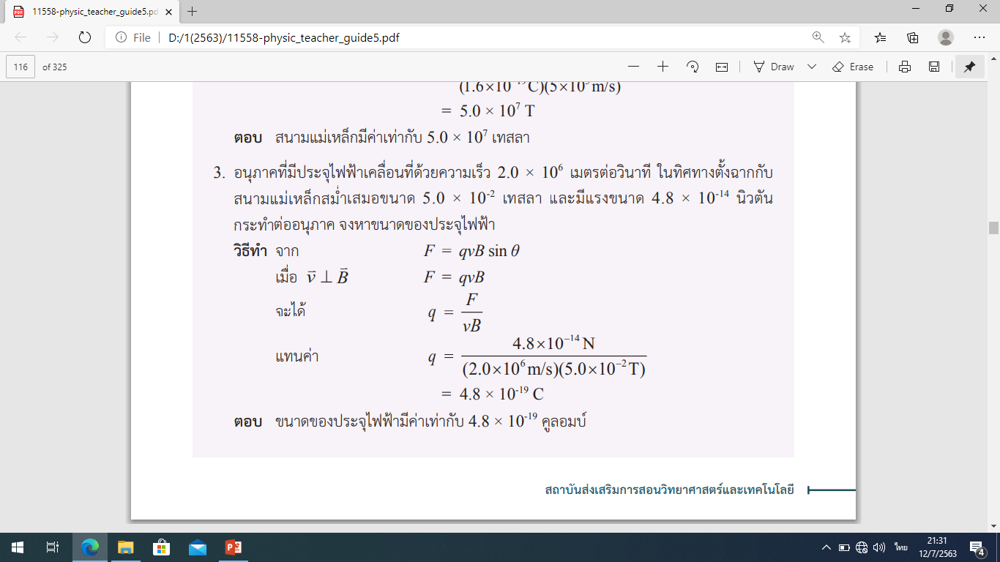 11558-physic_teacher_guide5.pd
File D:/1(2563)/11558-physic_teacher_guide5.pdf
116 of 325 Draw Erase
(1.6×10⁻¹⁹C)(5×10 m/s)
= 5.0 × 10⁷ T
ตอบ สนามแม่เหล็กมีค่าเท่ากับ 5.0 × 10⁷ เทสลา
3. อนุภาคที่มีประจุไฟฟ้าเคลื่อนที่ด้วยความเร็ว 2.0 × 10⁶ เมตรต่อวินาที ในทิศทางตั้งฉากกับ
สนามแม่เหล็กสม่ำเสมอขนาด 5.0 × 10⁻² เทสลา และมีแรงขนาด 4.8 × 10⁻¹⁴ นิวตัน
กระทำต่ออนุภาค จงหาขนาดของประจุไฟฟ้า
วิธีทำ จาก F = qvB sin θ
เมื่อ v⃗ ⊥ B⃗ F = qvB
จะได้ q = F/vB
แทนค่า q = 4.8×10⁻¹⁴ N/(2.0×10⁶ m/s)(5.0×10⁻² T)
= 4.8 × 10⁻¹⁹ C
ตอบ ขนาดของประจุไฟฟ้ามีค่าเท่ากับ 4.8 × 10⁻¹⁹ คูลอมบ์
สถาบันส่งเสริมการสอนวิทยาศาสตร์และเทคโนโลยี
ไทย 21:31
12/7/2563 4